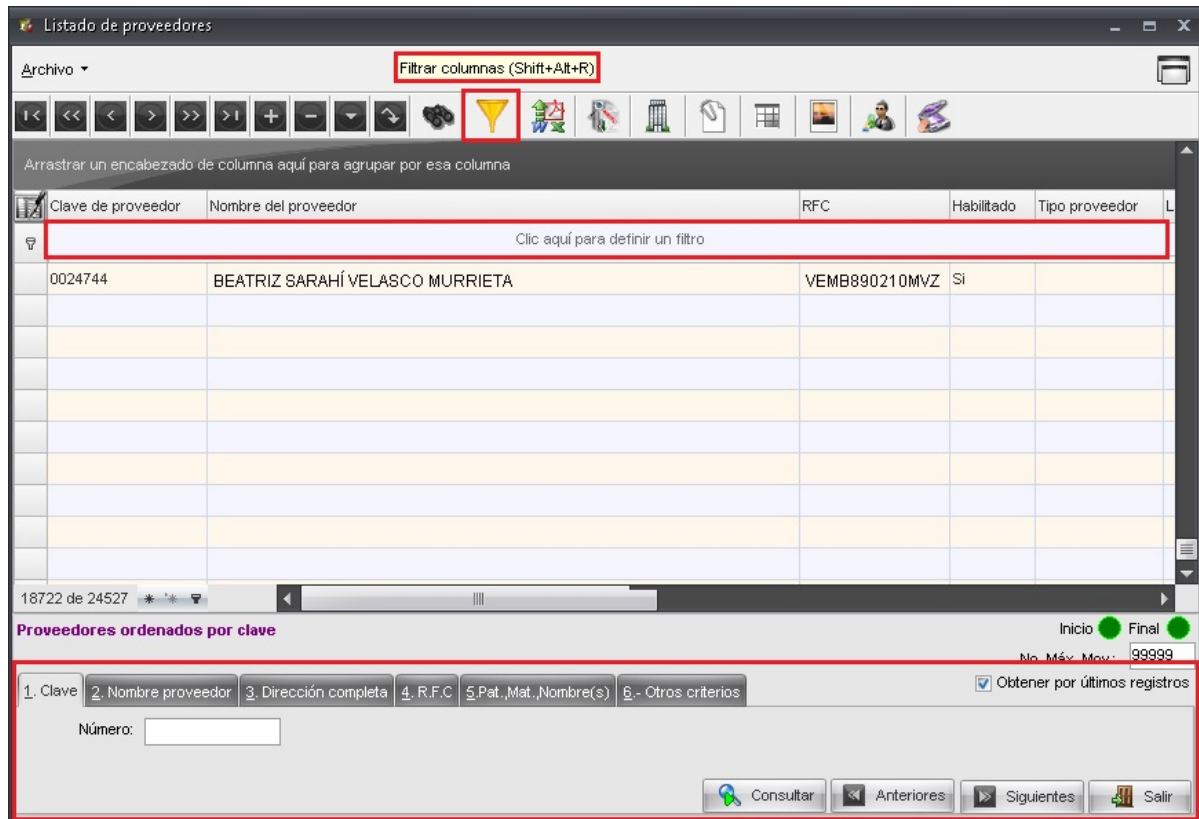 Listado de proveedores
Archivo
Filtrar columnas (Shift+Alt+R)
Arrastrar un encabezado de columna aquí para agrupar por esa columna
Clave de proveedor Nombre del proveedor RFC Habilitado Tipo proveedor L
Clic aquí para definir un filtro
0024744 BEATRIZ SARAHÍ VELASCO MURRIETA VEMB890210MVZ Si
18722 de 24527
Proveedores ordenados por clave Inicio Final
No. Máx. Mov.: 99999
1. Clave 2. Nombre proveedor 3. Dirección completa 4. R.F.C 5.Pat.,Mat.,Nombre(s) 6.- Otros criterios Obtener por últimos registros
Número:
Consultar Anteriores Siguientes Salir